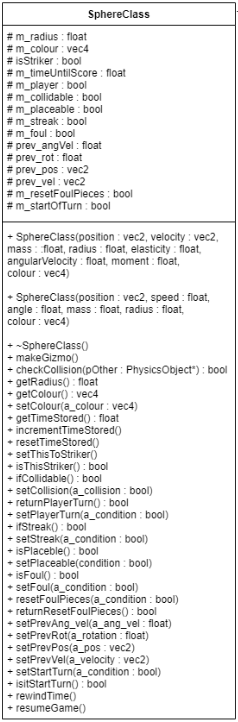 SphereClass
# m_radius : float
# m_colour : vec4
# isStriker : bool
# m_timeUntilScore : float
# m_player : bool
# m_collidable : bool
# m_placeable : bool
# m_streak : bool
# m_foul : bool
# prev_angVel : float
# prev_rot : float
# prev_pos : vec2
# prev_vel : vec2
# m_resetFoulPieces : bool
# m_startOfTurn : bool
+ SphereClass(position : vec2, velocity : vec2,
mass : :float, radius : float, elasticity : float,
angularVelocity : float, moment : float,
colour : vec4)
+ SphereClass(position : vec2, speed : float,
angle : float, mass : float, radius : float,
colour : vec4)
+ ~SphereClass()
+ makeGizmo()
+ checkCollision(pOther : PhysicsObject*) : bool
+ getRadius() : float
+ getColour() : vec4
+ setColour(a_colour : vec4)
+ getTimeStored() : float
+ incrementTimeStored()
+ resetTimeStored()
+ setThisToStriker()
+ isThisStriker() : bool
+ ifCollidable() : bool
+ setCollision(a_collision : bool)
+ returnPlayerTurn() : bool
+ setPlayerTurn(a_condition : bool)
+ ifStreak() : bool
+ setStreak(a_condition : bool)
+ isPlaceble() : bool
+ setPlaceable(condition : bool)
+ isFoul() : bool
+ setFoul(a_condition : bool)
+ resetFoulPieces(a_condition : bool)
+ returnResetFoulPieces() : bool
+ setPrevAng_vel(a_ang_vel : float)
+ setPrevRot(a_rotation : float)
+ setPrevPos(a_pos : vec2)
+ setPrevVel(a_velocity : vec2)
+ setStartTurn(a_condition : bool)
+ isitStartTurn() : bool
+ rewindTime()
+ resumeGame()